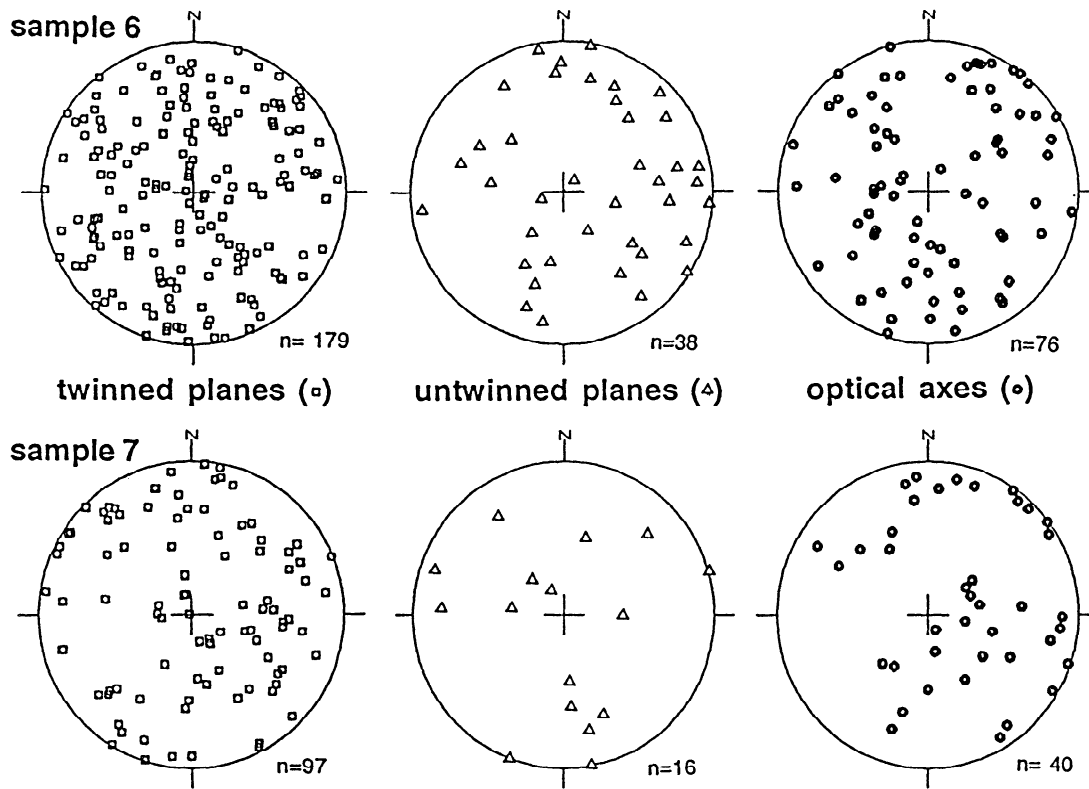 sample 6
N N N
n= 179 n=38 n=76
twinned planes (□) untwinned planes (△) optical axes (○)
sample 7
N N N
n=97 n=16 n= 40